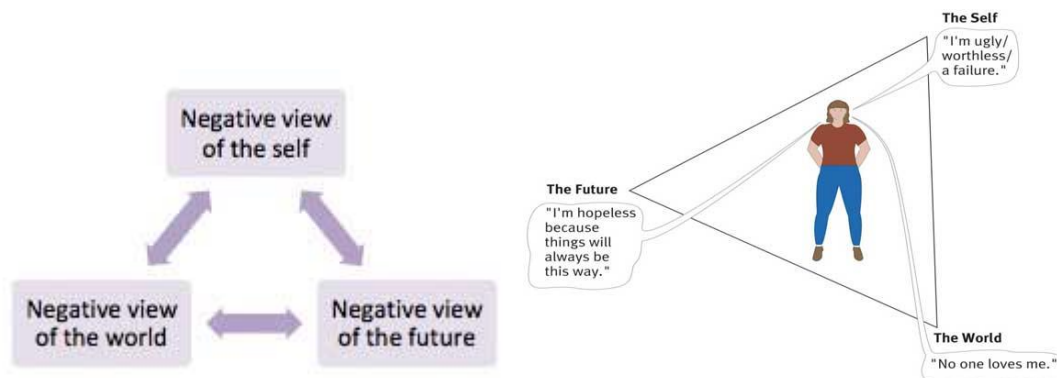 Negative view
of the self
Negative view
of the world
Negative view
of the future
The Self
"I'm ugly/
worthless/
a failure."
The Future
"I'm hopeless
because
things will
always be
this way."
The World
"No one loves me."